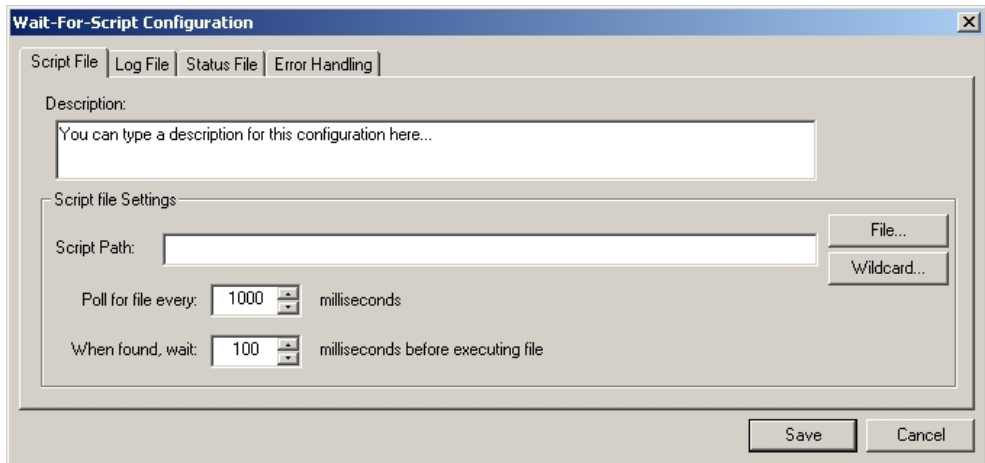 Wait-For-Script Configuration
Script File Log File Status File Error Handling
Description:
You can type a description for this configuration here...
Script file Settings
File...
Script Path:
Wildcard...
Poll for file every: 1000 milliseconds
When found, wait: 100 milliseconds before executing file
Save Cancel